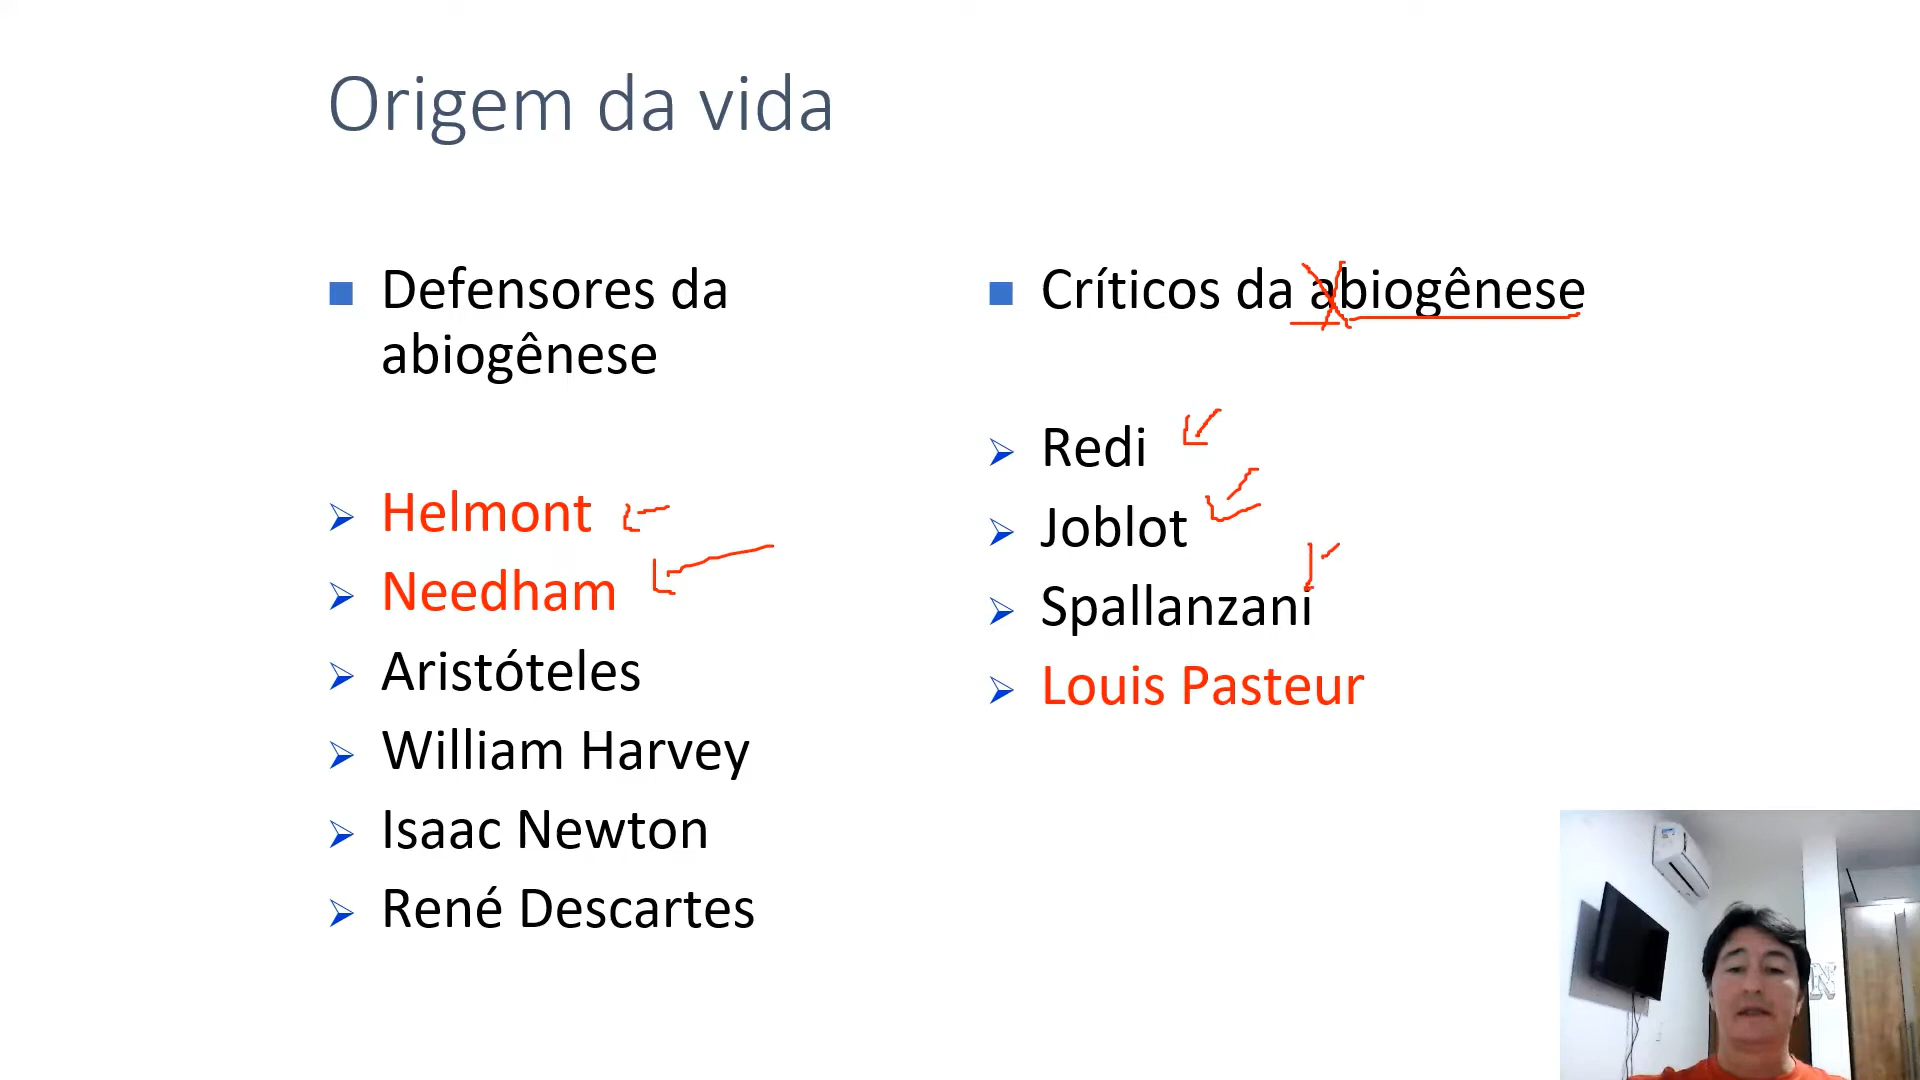 Origem da vida
Defensores da
abiogênese
Helmont
Needham
Aristóteles
William Harvey
Isaac Newton
René Descartes
Críticos da abiogênese
Redi
Joblot
Spallanzani
Louis Pasteur
N